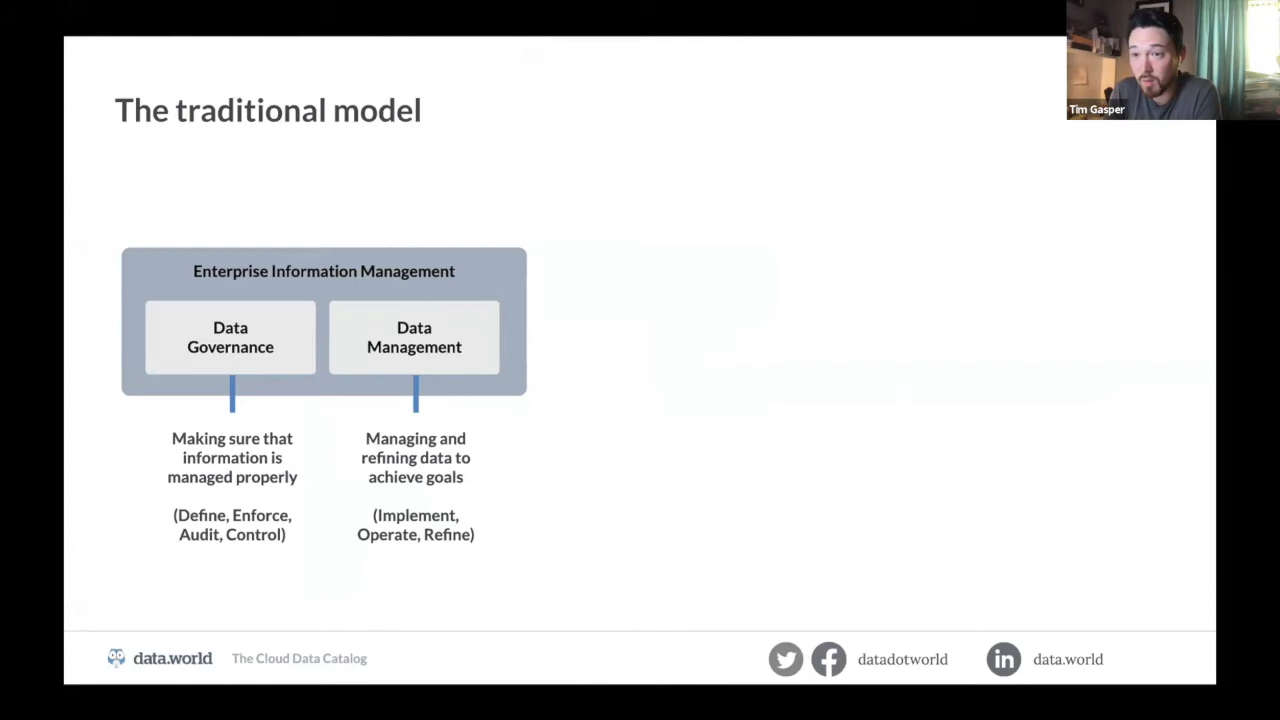 The traditional model
Tim Gasper
Enterprise Information Management
Data
Governance
Data
Management
Making sure that
information is
managed properly
(Define, Enforce,
Audit, Control)
Managing and
refining data to
achieve goals
(Implement,
Operate, Refine)
data.world
The Cloud Data Catalog
datadotworld
in
data.world